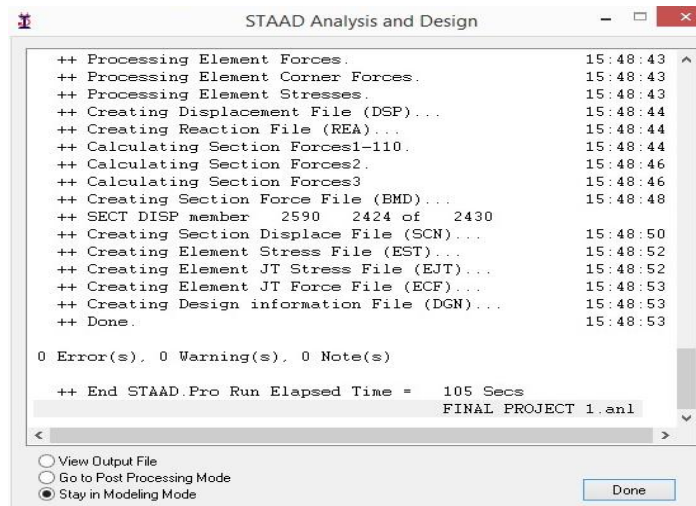 STAAD Analysis and Design
++ Processing Element Forces. 15:48:43
++ Processing Element Corner Forces. 15:48:43
++ Processing Element Stresses. 15:48:43
++ Creating Displacement File (DSP)... 15:48:44
++ Creating Reaction File (REA)... 15:48:44
++ Calculating Section Forces1-110. 15:48:44
++ Calculating Section Forces2. 15:48:46
++ Calculating Section Forces3 15:48:46
++ Creating Section Force File (BMD)... 15:48:48
++ SECT DISP member 2590 2424 of 2430
++ Creating Section Displace File (SCN)... 15:48:50
++ Creating Element Stress File (EST)... 15:48:52
++ Creating Element JT Stress File (EJT)... 15:48:52
++ Creating Element JT Force File (ECF)... 15:48:53
++ Creating Design information File (DGN)... 15:48:53
++ Done. 15:48:53
0 Error(s), 0 Warning(s), 0 Note(s)
++ End STAAD.Pro Run Elapsed Time = 105 Secs
FINAL PROJECT 1.anl
View Output File
Go to Post Processing Mode
Stay in Modeling Mode
Done